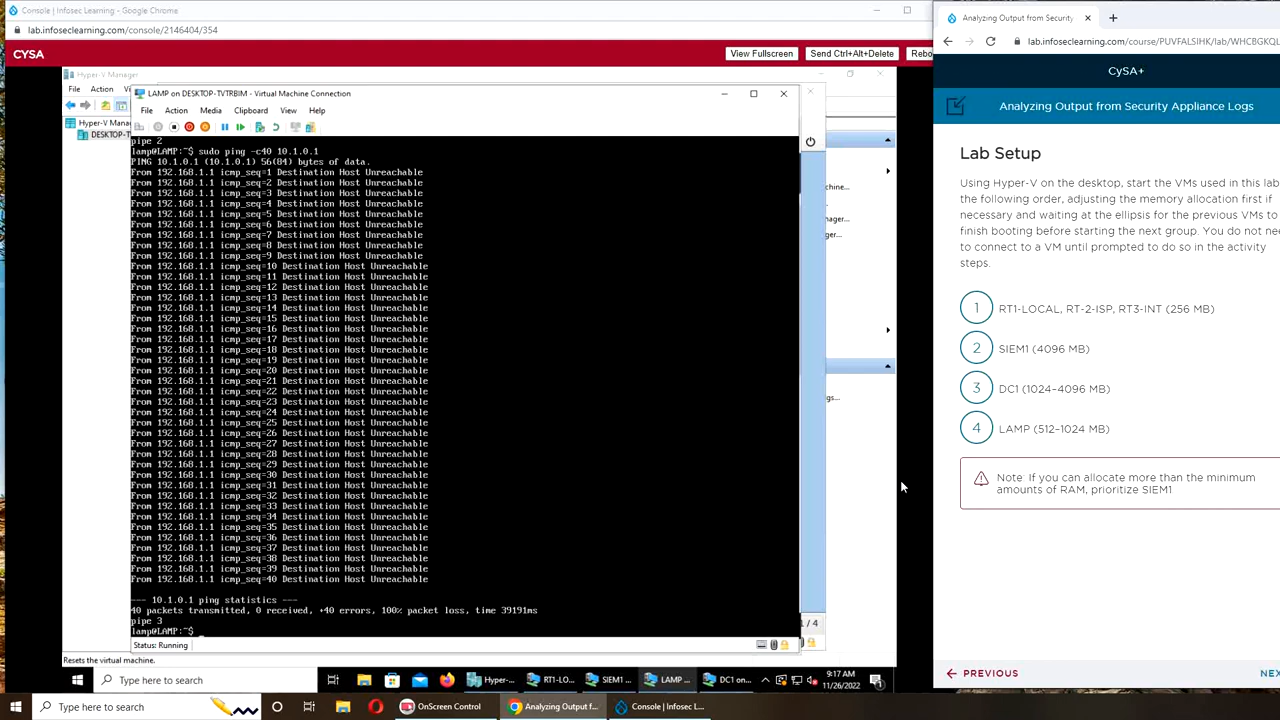 Console | Infosec Learning - Google Chrome
lab.infoseclearning.com/console/2146404/354
CYSA
View Fullscreen
Send Ctrl+Alt+Delete
Rebo
Hyper-V Manager
File
Action
Hyper-V Mana
DESKTOP-T
LAMP on DESKTOP-TVTRBIM - Virtual Machine Connection
File
Action
Media
Clipboard
View
Help
pipe 2
lamp@LAMP:~$ sudo ping -c40 10.1.0.1
PING 10.1.0.1 (10.1.0.1) 56(84) bytes of data.
From 192.168.1.1 icmp_seq=1 Destination Host Unreachable
From 192.168.1.1 icmp_seq=2 Destination Host Unreachable
From 192.168.1.1 icmp_seq=3 Destination Host Unreachable
From 192.168.1.1 icmp_seq=4 Destination Host Unreachable
From 192.168.1.1 icmp_seq=5 Destination Host Unreachable
From 192.168.1.1 icmp_seq=6 Destination Host Unreachable
From 192.168.1.1 icmp_seq=7 Destination Host Unreachable
From 192.168.1.1 icmp_seq=8 Destination Host Unreachable
From 192.168.1.1 icmp_seq=9 Destination Host Unreachable
From 192.168.1.1 icmp_seq=10 Destination Host Unreachable
From 192.168.1.1 icmp_seq=11 Destination Host Unreachable
From 192.168.1.1 icmp_seq=12 Destination Host Unreachable
From 192.168.1.1 icmp_seq=13 Destination Host Unreachable
From 192.168.1.1 icmp_seq=14 Destination Host Unreachable
From 192.168.1.1 icmp_seq=15 Destination Host Unreachable
From 192.168.1.1 icmp_seq=16 Destination Host Unreachable
From 192.168.1.1 icmp_seq=17 Destination Host Unreachable
From 192.168.1.1 icmp_seq=18 Destination Host Unreachable
From 192.168.1.1 icmp_seq=19 Destination Host Unreachable
From 192.168.1.1 icmp_seq=20 Destination Host Unreachable
From 192.168.1.1 icmp_seq=21 Destination Host Unreachable
From 192.168.1.1 icmp_seq=22 Destination Host Unreachable
From 192.168.1.1 icmp_seq=23 Destination Host Unreachable
From 192.168.1.1 icmp_seq=24 Destination Host Unreachable
From 192.168.1.1 icmp_seq=25 Destination Host Unreachable
From 192.168.1.1 icmp_seq=26 Destination Host Unreachable
From 192.168.1.1 icmp_seq=27 Destination Host Unreachable
From 192.168.1.1 icmp_seq=28 Destination Host Unreachable
From 192.168.1.1 icmp_seq=29 Destination Host Unreachable
From 192.168.1.1 icmp_seq=30 Destination Host Unreachable
From 192.168.1.1 icmp_seq=31 Destination Host Unreachable
From 192.168.1.1 icmp_seq=32 Destination Host Unreachable
From 192.168.1.1 icmp_seq=33 Destination Host Unreachable
From 192.168.1.1 icmp_seq=34 Destination Host Unreachable
From 192.168.1.1 icmp_seq=35 Destination Host Unreachable
From 192.168.1.1 icmp_seq=36 Destination Host Unreachable
From 192.168.1.1 icmp_seq=37 Destination Host Unreachable
From 192.168.1.1 icmp_seq=38 Destination Host Unreachable
From 192.168.1.1 icmp_seq=39 Destination Host Unreachable
From 192.168.1.1 icmp_seq=40 Destination Host Unreachable
--- 10.1.0.1 ping statistics ---
40 packets transmitted, 0 received, +40 errors, 100% packet loss, time 39191ms
pipe 3
lamp@LAMP:~$ _
Status: Running
chine...
nager...
ger...
gs...
1 / 4
Resets the virtual machine.
Type here to search
Hyper-...
RT1-LO...
SIEM1 ...
LAMP ...
DC1 on...
9:17 AM
11/26/2022
1
Analyzing Output from Security
lab.infoseclearning.com/course/PUVFALSIHK/lab/WHCBGKQL
CySA+
Analyzing Output from Security Appliance Logs
Lab Setup
Using Hyper-V on the desktop, start the VMs used in this lab
the following order, adjusting the memory allocation first if
necessary and waiting at the ellipsis for the previous VMs to
finish booting before starting the next group. You do not ne
to connect to a VM until prompted to do so in the activity
steps.
1 RT1-LOCAL, RT-2-ISP, RT3-INT (256 MB)
2 SIEM1 (4096 MB)
3 DC1 (1024–4096 MB)
4 LAMP (512–1024 MB)
Note: If you can allocate more than the minimum
amounts of RAM, prioritize SIEM1
PREVIOUS
NEX
Type here to search
OnScreen Control
Analyzing Output f...
Console | Infosec L...